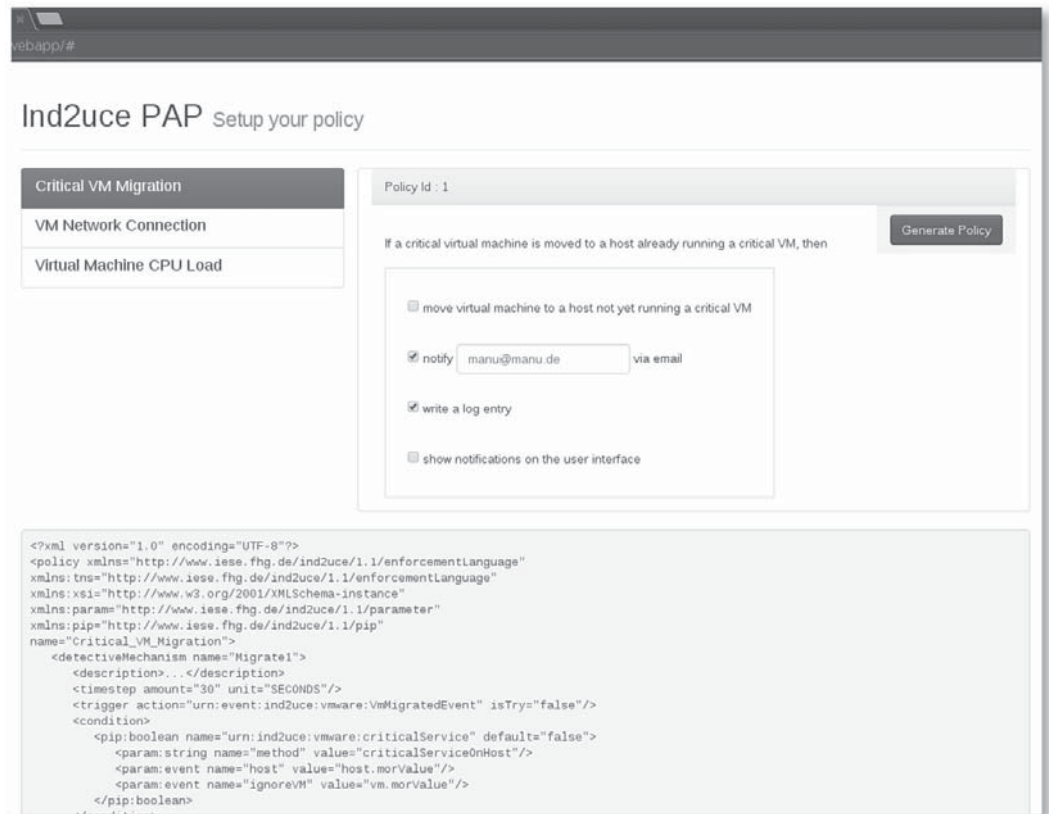 vebapp/#
Ind2uce PAP Setup your policy
Critical VM Migration
VM Network Connection
Virtual Machine CPU Load
Policy Id : 1
Generate Policy
If a critical virtual machine is moved to a host already running a critical VM, then
move virtual machine to a host not yet running a critical VM
notify manu@manu.de via email
write a log entry
show notifications on the user interface
<?xml version="1.0" encoding="UTF-8"?>
<policy xmlns="http://www.iese.fhg.de/ind2uce/1.1/enforcementLanguage"
xmlns:tns="http://www.iese.fhg.de/ind2uce/1.1/enforcementLanguage"
xmlns:xsi="http://www.w3.org/2001/XMLSchema-instance"
xmlns:param="http://www.iese.fhg.de/ind2uce/1.1/parameter"
xmlns:pip="http://www.iese.fhg.de/ind2uce/1.1/pip"
name="Critical_VM_Migration">
<detectiveMechanism name="Migrate1">
<description>...</description>
<timestep amount="30" unit="SECONDS"/>
<trigger action="urn:event:ind2uce:vmware:VmMigratedEvent" isTry="false"/>
<condition>
<pip:boolean name="urn:ind2uce:vmware:criticalService" default="false">
<param:string name="method" value="criticalServiceOnHost"/>
<param:event name="host" value="host.morValue"/>
<param:event name="ignoreVM" value="vm.morValue"/>
</pip:boolean>